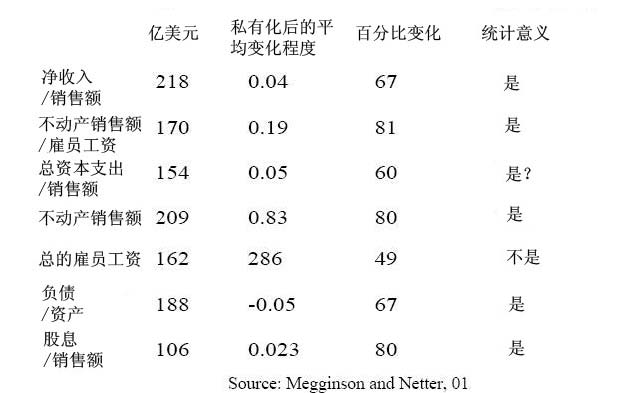 亿美元 私有化后的平均变化程度 百分比变化 统计意义
净收入/销售额 218 0.04 67 是
不动产销售额/雇员工资 170 0.19 81 是
总资本支出/销售额 154 0.05 60 是?
不动产销售额 209 0.83 80 是
总的雇员工资 162 286 49 不是
负债/资产 188 -0.05 67 是
股息/销售额 106 0.023 80 是
Source: Megginson and Netter, 01